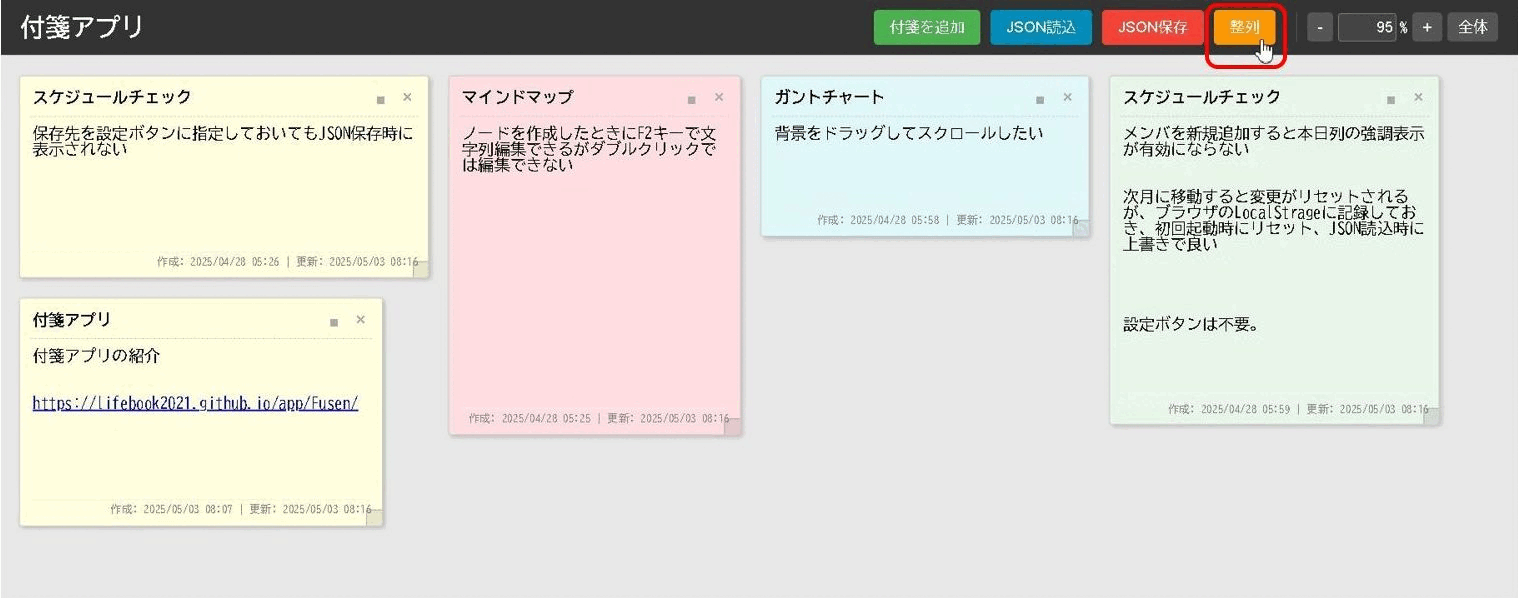 付箋アプリ
付箋を追加 JSON読込 JSON保存 整列 - 95 % + 全体
スケジュールチェック
保存先を設定ボタンに指定しておいてもJSON保存時に
表示されない
作成: 2025/04/28 05:26 | 更新: 2025/05/03 08:16
マインドマップ
ノードを作成したときにF2キーで文
字列編集できるがダブルクリックで
は編集できない
作成: 2025/04/28 05:25 | 更新: 2025/05/03 08:16
ガントチャート
背景をドラッグしてスクロールしたい
作成: 2025/04/28 05:58 | 更新: 2025/05/03 08:16
スケジュールチェック
メンバを新規追加すると本日列の強調表示
が有効にならない
次月に移動すると変更がリセットされる
が、ブラウザのLocalStrageに記録してお
き、初回起動時にリセット、JSON読込時に
上書きで良い
設定ボタンは不要。
作成: 2025/04/28 05:59 | 更新: 2025/05/03 08:16
付箋アプリ
付箋アプリの紹介
https://lifebook2021.github.io/app/Fusen/
作成: 2025/05/03 08:07 | 更新: 2025/05/03 08:16